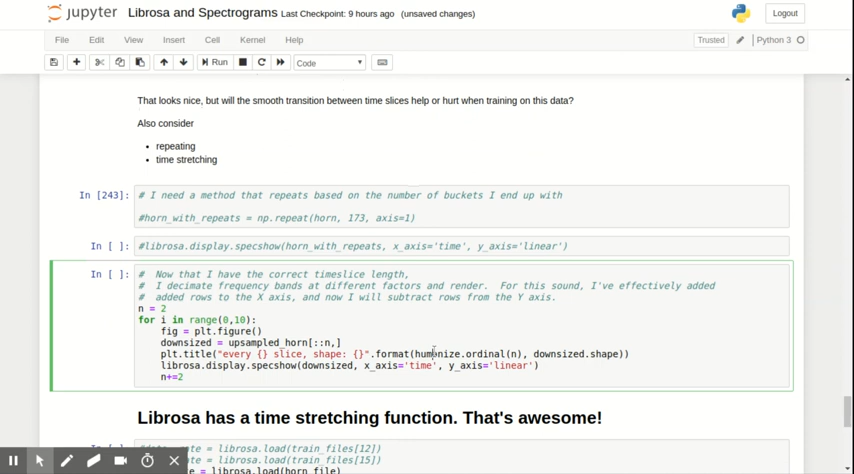 jupyter Librosa and Spectrograms Last Checkpoint: 9 hours ago (unsaved changes)
Logout
File Edit View Insert Cell Kernel Help
Trusted Python 3
Run
Code
That looks nice, but will the smooth transition between time slices help or hurt when training on this data?
Also consider
• repeating
• time stretching
In [243]: # I need a method that repeats based on the number of buckets I end up with
#horn_with_repeats = np.repeat(horn, 173, axis=1)
In [ ]: #librosa.display.specshow(horn_with_repeats, x_axis='time', y_axis='linear')
In [ ]: # Now that I have the correct timeslice length,
# I decimate frequency bands at different factors and render. For this sound, I've effectively added
# added rows to the X axis, and now I will subtract rows from the Y axis.
n = 2
for i in range(0,10):
fig = plt.figure()
downsized = upsampled_horn[::n,]
plt.title("every {} slice, shape: {}".format(humonize.ordinal(n), downsized.shape))
librosa.display.specshow(downsized, x_axis='time', y_axis='linear')
n+=2
Librosa has a time stretching function. That's awesome!
= librosa.load(train_files[12])
= librosa.load(train_files[15])
= librosa.load(horn_file)